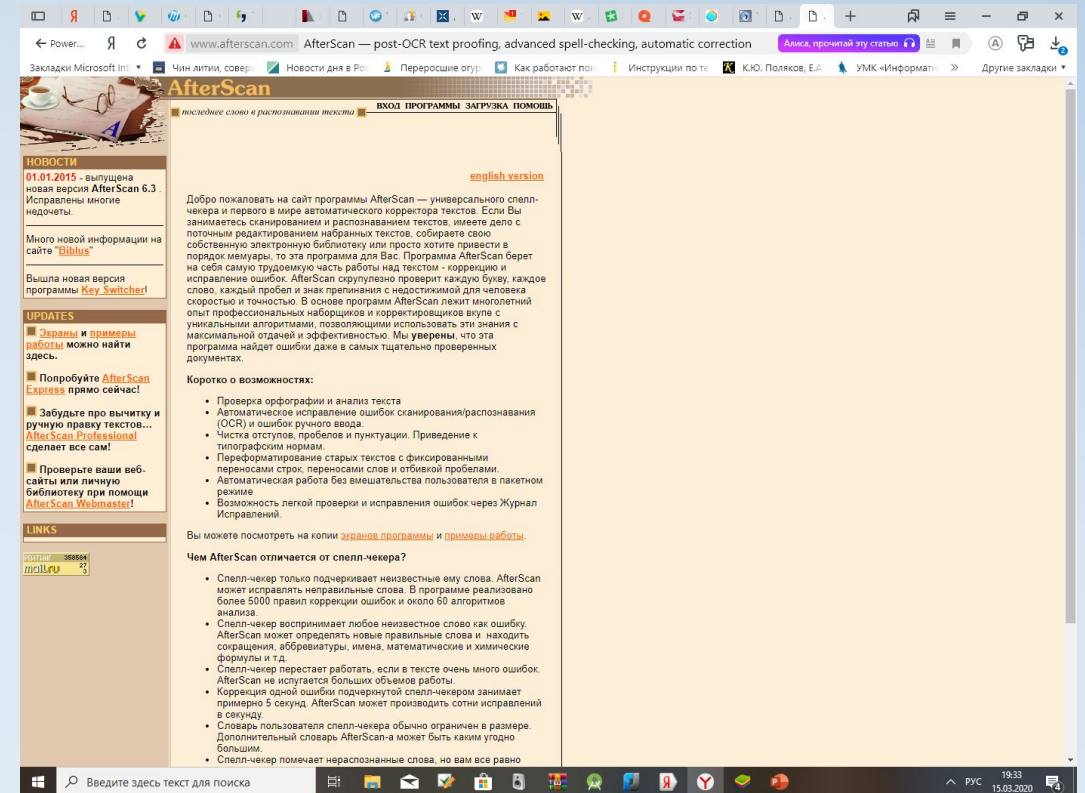 Power...
www.afterscan.com AfterScan — post-OCR text proofing, advanced spell-checking, automatic correction
Алиса, прочитай эту статью
Закладки Microsoft Int
Чин литии, совер
Новости дня в Рос
Переросшие огур
Как работают пои
Инструкции по те
К.Ю. Поляков, Е.А
УМК «Информати
»
Другие закладки
AfterScan
последнее слово в распознавании текста
ВХОД ПРОГРАММЫ ЗАГРУЗКА ПОМОЩЬ
НОВОСТИ
01.01.2015 - выпущена
новая версия AfterScan 6.3 .
Исправлены многие
недочеты.
Много новой информации на
сайте "Biblus"
Вышла новая версия
программы Key Switcher!
UPDATES
Экраны и примеры
работы можно найти
здесь.
Попробуйте AfterScan
Express прямо сейчас!
Забудьте про вычитку и
ручную правку текстов…
AfterScan Professional
сделает все сам!
Проверьте ваши веб-
сайты или личную
библиотеку при помощи
AfterScan Webmaster!
LINKS
РЕЙТИНГ 358584
mail.ru 27
3
english version
Добро пожаловать на сайт программы AfterScan — универсального спелл-
чекера и первого в мире автоматического корректора текстов. Если Вы
занимаетесь сканированием и распознаванием текстов, имеете дело с
поточным редактированием набранных текстов, собираете свою
собственную электронную библиотеку или просто хотите привести в
порядок мемуары, то эта программа для Вас. Программа AfterScan берет
на себя самую трудоемкую часть работы над текстом - коррекцию и
исправление ошибок. AfterScan скрупулезно проверит каждую букву, каждое
слово, каждый пробел и знак препинания с недостижимой для человека
скоростью и точностью. В основе программ AfterScan лежит многолетний
опыт профессиональных наборщиков и корректировщиков вкупе с
уникальными алгоритмами, позволяющими использовать эти знания с
максимальной отдачей и эффективностью. Мы уверены, что эта
программа найдет ошибки даже в самых тщательно проверенных
документах.
Коротко о возможностях:
• Проверка орфографии и анализ текста
• Автоматическое исправление ошибок сканирования/распознавания
(OCR) и ошибок ручного ввода.
• Чистка отступов, пробелов и пунктуации. Приведение к
типографским нормам.
• Переформатирование старых текстов с фиксированными
переносами строк, переносами слов и отбивкой пробелами.
• Автоматическая работа без вмешательства пользователя в пакетном
режиме
• Возможность легкой проверки и исправления ошибок через Журнал
Исправлений.
Вы можете посмотреть на копии экранов программы и примеры работы.
Чем AfterScan отличается от спелл-чекера?
• Спелл-чекер только подчеркивает неизвестные ему слова. AfterScan
может исправлять неправильные слова. В программе реализовано
более 5000 правил коррекции ошибок и около 60 алгоритмов
анализа.
• Спелл-чекер воспринимает любое неизвестное слово как ошибку.
AfterScan может определять новые правильные слова и находить
сокращения, аббревиатуры, имена, математические и химические
формулы и т.д.
• Спелл-чекер перестает работать, если в тексте очень много ошибок.
AfterScan не испугается больших объемов работы.
• Коррекция одной ошибки подчеркнутой спелл-чекером занимает
примерно 5 секунд. AfterScan может производить сотни исправлений
в секунду.
• Словарь пользователя спелл-чекера обычно ограничен в размере.
Дополнительный словарь AfterScan-а может быть каким угодно
большим.
• Спелл-чекер помечает нераспознанные слова, но вам все равно
Введите здесь текст для поиска
РУС
19:33
15.03.2020